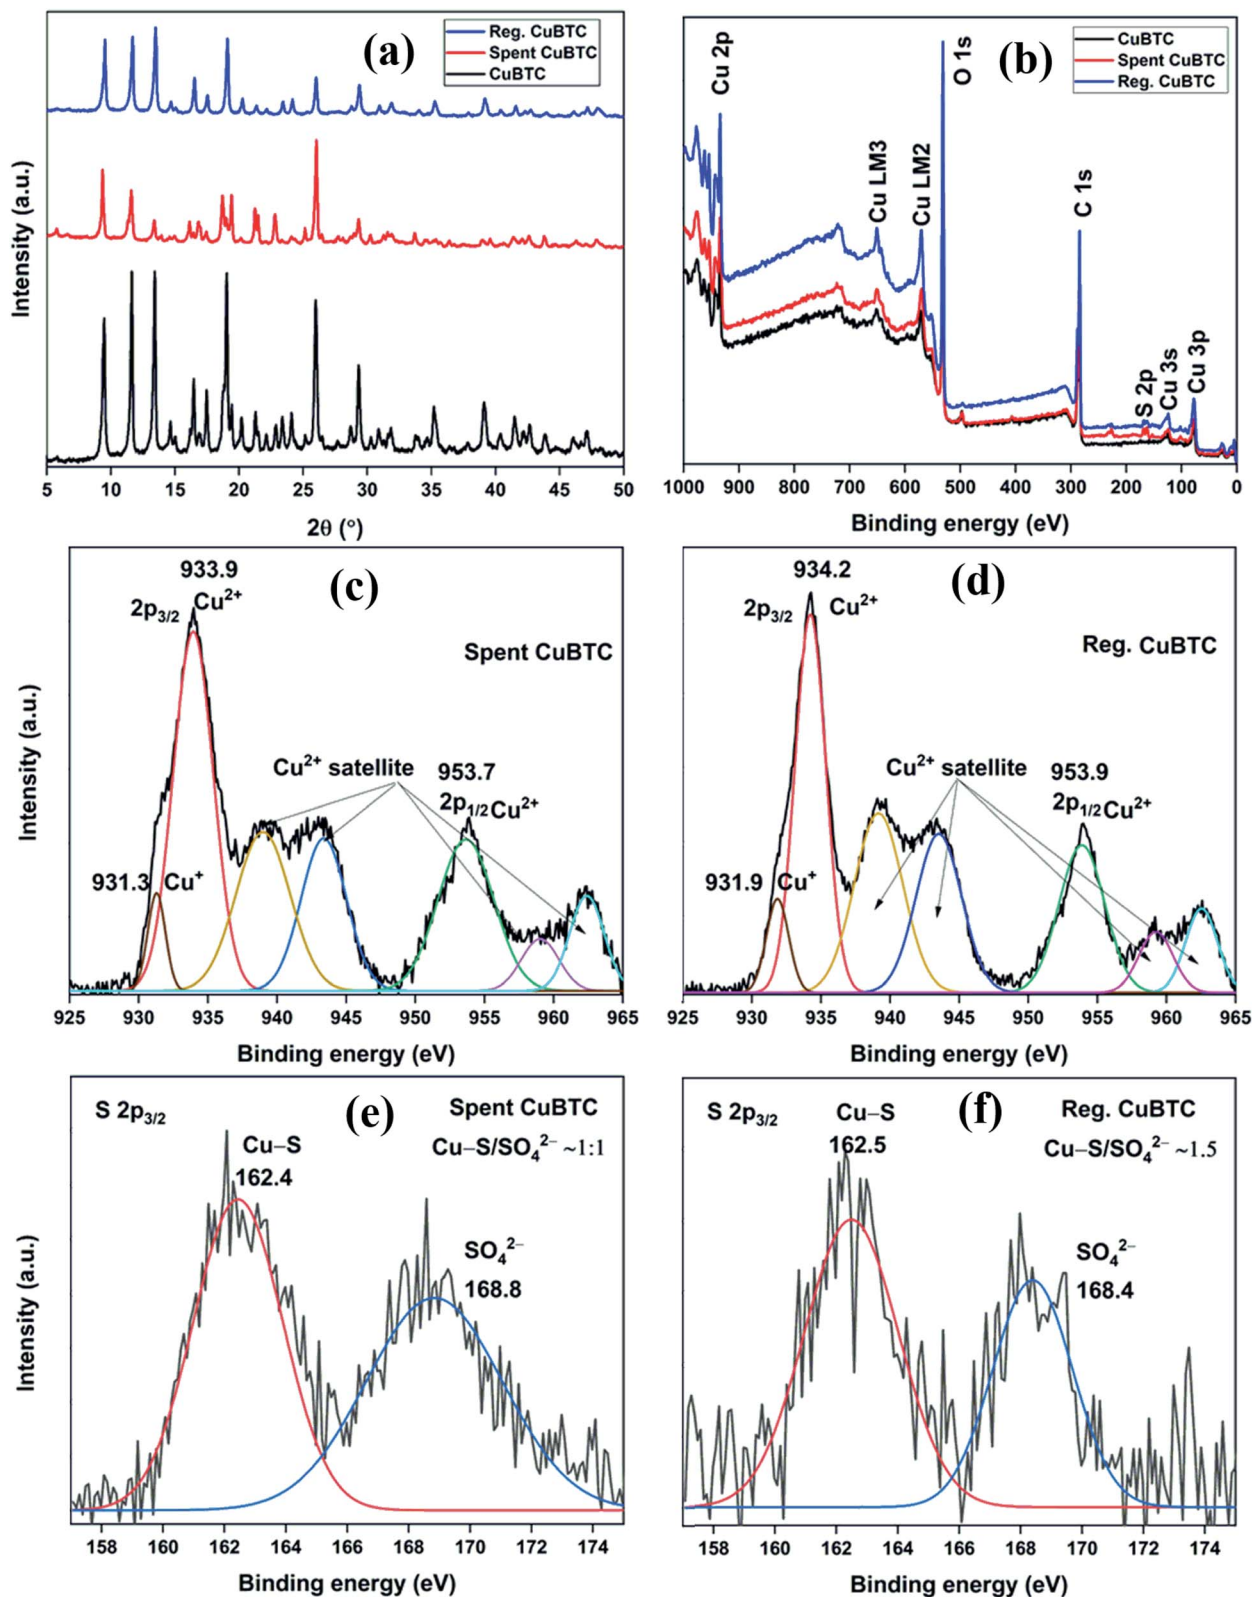 (a)
Reg. CuBTC
Spent CuBTC
CuBTC
Intensity (a.u.)
5 10 15 20 25 30 35 40 45 50
2θ (°)
(b)
CuBTC
Spent CuBTC
Reg. CuBTC
Cu 2p
Cu LM3
Cu LM2
O 1s
C 1s
S 2p
Cu 3s
Cu 3p
1000 900 800 700 600 500 400 300 200 100 0
Binding energy (eV)
(c)
933.9
2p3/2 Cu²⁺
Spent CuBTC
Cu²⁺ satellite
953.7
2p1/2 Cu²⁺
931.3 Cu⁺
Intensity (a.u.)
925 930 935 940 945 950 955 960 965
Binding energy (eV)
(d)
934.2
2p3/2 Cu²⁺
Reg. CuBTC
Cu²⁺ satellite
953.9
2p1/2 Cu²⁺
931.9 Cu⁺
925 930 935 940 945 950 955 960 965
Binding energy (eV)
S 2p3/2
(e)
Spent CuBTC
Cu–S/SO₄²⁻ ~1:1
Cu–S
162.4
SO₄²⁻
168.8
Intensity (a.u.)
158 160 162 164 166 168 170 172 174
Binding energy (eV)
S 2p3/2
(f)
Reg. CuBTC
Cu–S/SO₄²⁻ ~1.5
Cu–S
162.5
SO₄²⁻
168.4
158 160 162 164 166 168 170 172 174
Binding energy (eV)